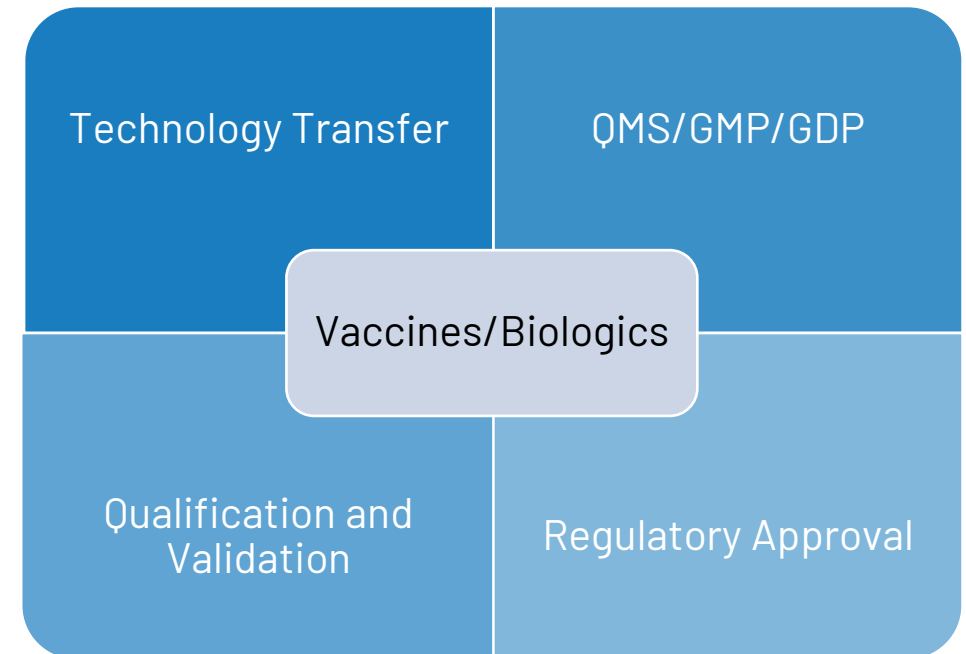 Technology Transfer
QMS/GMP/GDP
Vaccines/Biologics
Qualification and
Validation
Regulatory Approval